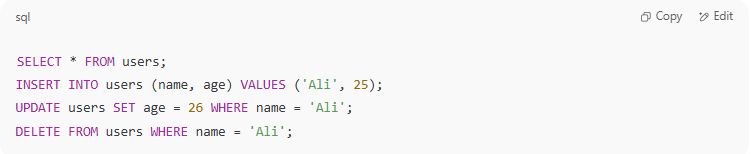 sql
Copy Edit
SELECT * FROM users;
INSERT INTO users (name, age) VALUES ('Ali', 25);
UPDATE users SET age = 26 WHERE name = 'Ali';
DELETE FROM users WHERE name = 'Ali';